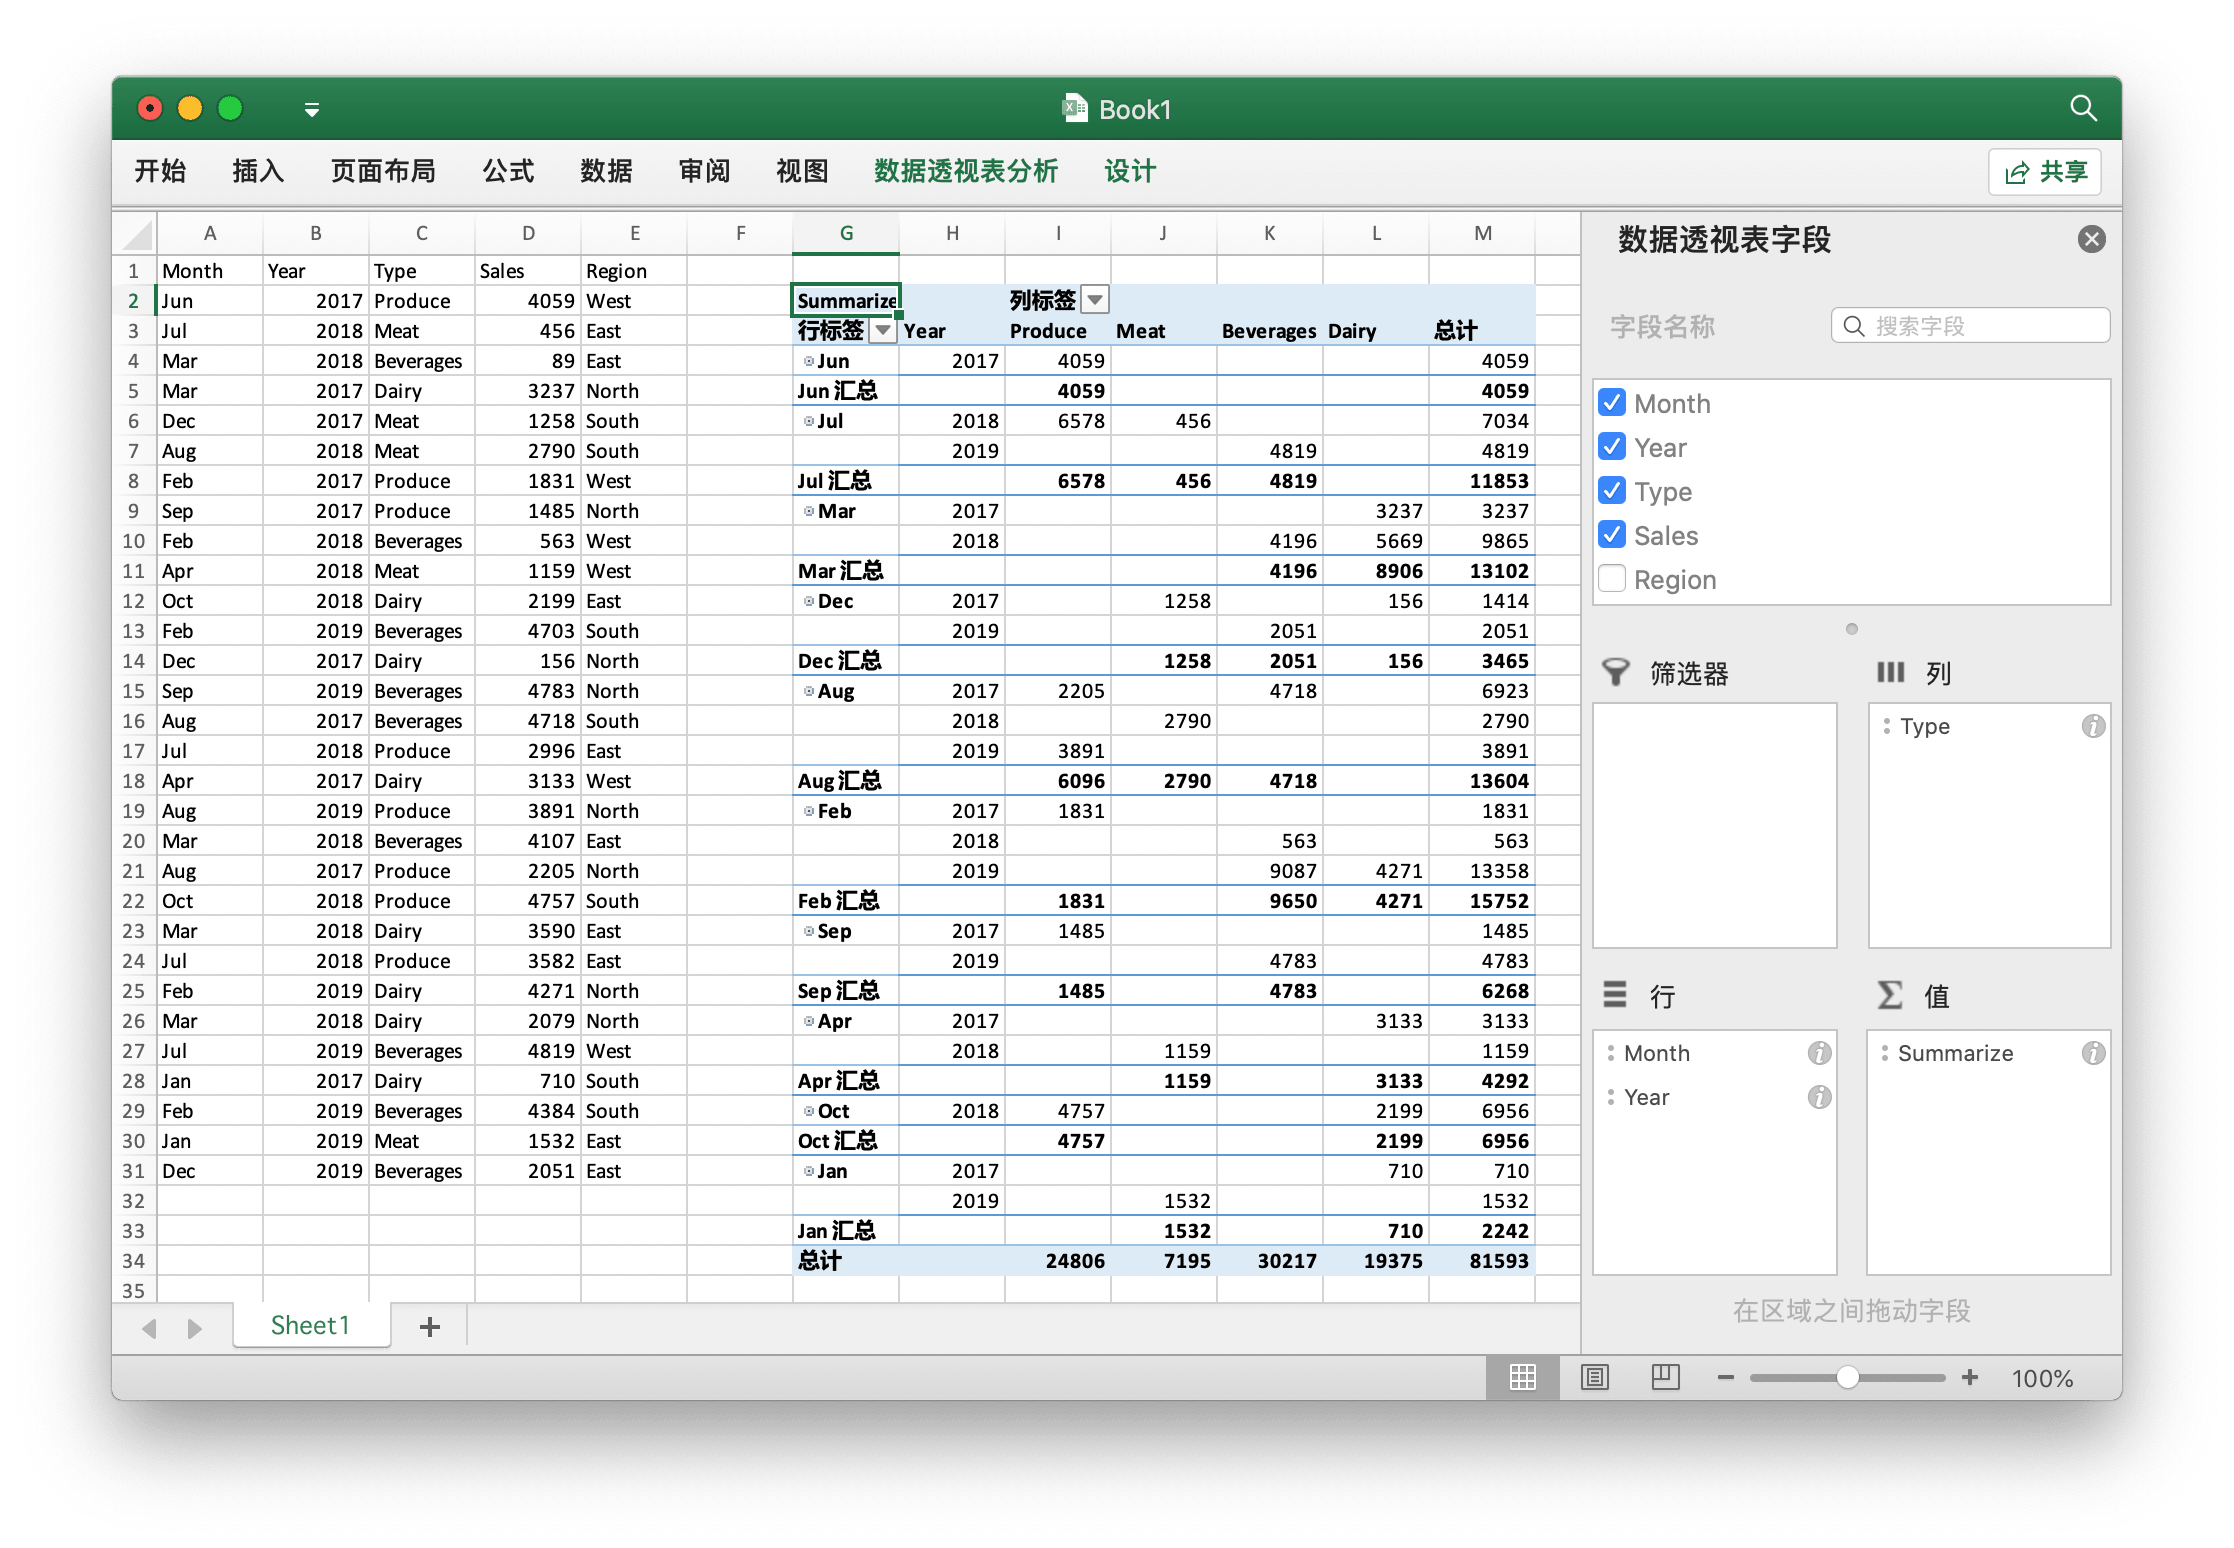 Book1
开始 插入 页面布局 公式 数据 审阅 视图 数据透视表分析 设计 共享
A B C D E F G H I J K L M
1 Month Year Type Sales Region
2 Jun 2017 Produce 4059 West Summarize 列标签
3 Jul 2018 Meat 456 East 行标签 Year Produce Meat Beverages Dairy 总计
4 Mar 2018 Beverages 89 East Jun 2017 4059 4059
5 Mar 2017 Dairy 3237 North Jun 汇总 4059 4059
6 Dec 2017 Meat 1258 South Jul 2018 6578 456 7034
7 Aug 2018 Meat 2790 South 2019 4819 4819
8 Feb 2017 Produce 1831 West Jul 汇总 6578 456 4819 11853
9 Sep 2017 Produce 1485 North Mar 2017 3237 3237
10 Feb 2018 Beverages 563 West 2018 4196 5669 9865
11 Apr 2018 Meat 1159 West Mar 汇总 4196 8906 13102
12 Oct 2018 Dairy 2199 East Dec 2017 1258 156 1414
13 Feb 2019 Beverages 4703 South 2019 2051 2051
14 Dec 2017 Dairy 156 North Dec 汇总 1258 2051 156 3465
15 Sep 2019 Beverages 4783 North Aug 2017 2205 4718 6923
16 Aug 2017 Beverages 4718 South 2018 2790 2790
17 Jul 2018 Produce 2996 East 2019 3891 3891
18 Apr 2017 Dairy 3133 West Aug 汇总 6096 2790 4718 13604
19 Aug 2019 Produce 3891 North Feb 2017 1831 1831
20 Mar 2018 Beverages 4107 East 2018 563 563
21 Aug 2017 Produce 2205 North 2019 9087 4271 13358
22 Oct 2018 Produce 4757 South Feb 汇总 1831 9650 4271 15752
23 Mar 2018 Dairy 3590 East Sep 2017 1485 1485
24 Jul 2018 Produce 3582 East 2019 4783 4783
25 Feb 2019 Dairy 4271 North Sep 汇总 1485 4783 6268
26 Mar 2018 Dairy 2079 North Apr 2017 3133 3133
27 Jul 2019 Beverages 4819 West 2018 1159 1159
28 Jan 2017 Dairy 710 South Apr 汇总 1159 3133 4292
29 Feb 2019 Beverages 4384 South Oct 2018 4757 2199 6956
30 Jan 2019 Meat 1532 East Oct 汇总 4757 2199 6956
31 Dec 2019 Beverages 2051 East Jan 2017 710 710
32 2019 1532 1532
33 Jan 汇总 1532 710 2242
34 总计 24806 7195 30217 19375 81593
35
Sheet1
数据透视表字段
字段名称 搜索字段
Month
Year
Type
Sales
Region
筛选器 列
Type
行 值
Month Summarize
Year
在区域之间拖动字段
100%